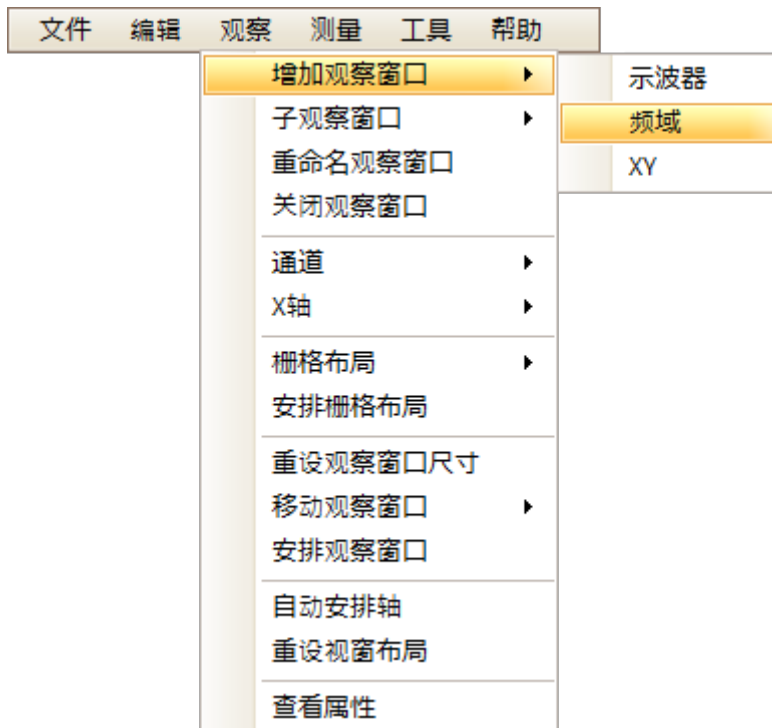 文件 编辑 观察 测量 工具 帮助
增加观察窗口
子观察窗口
重命名观察窗口
关闭观察窗口
通道
X轴
栅格布局
安排栅格布局
重设观察窗口尺寸
移动观察窗口
安排观察窗口
自动安排轴
重设视窗布局
查看属性
示波器
频域
XY